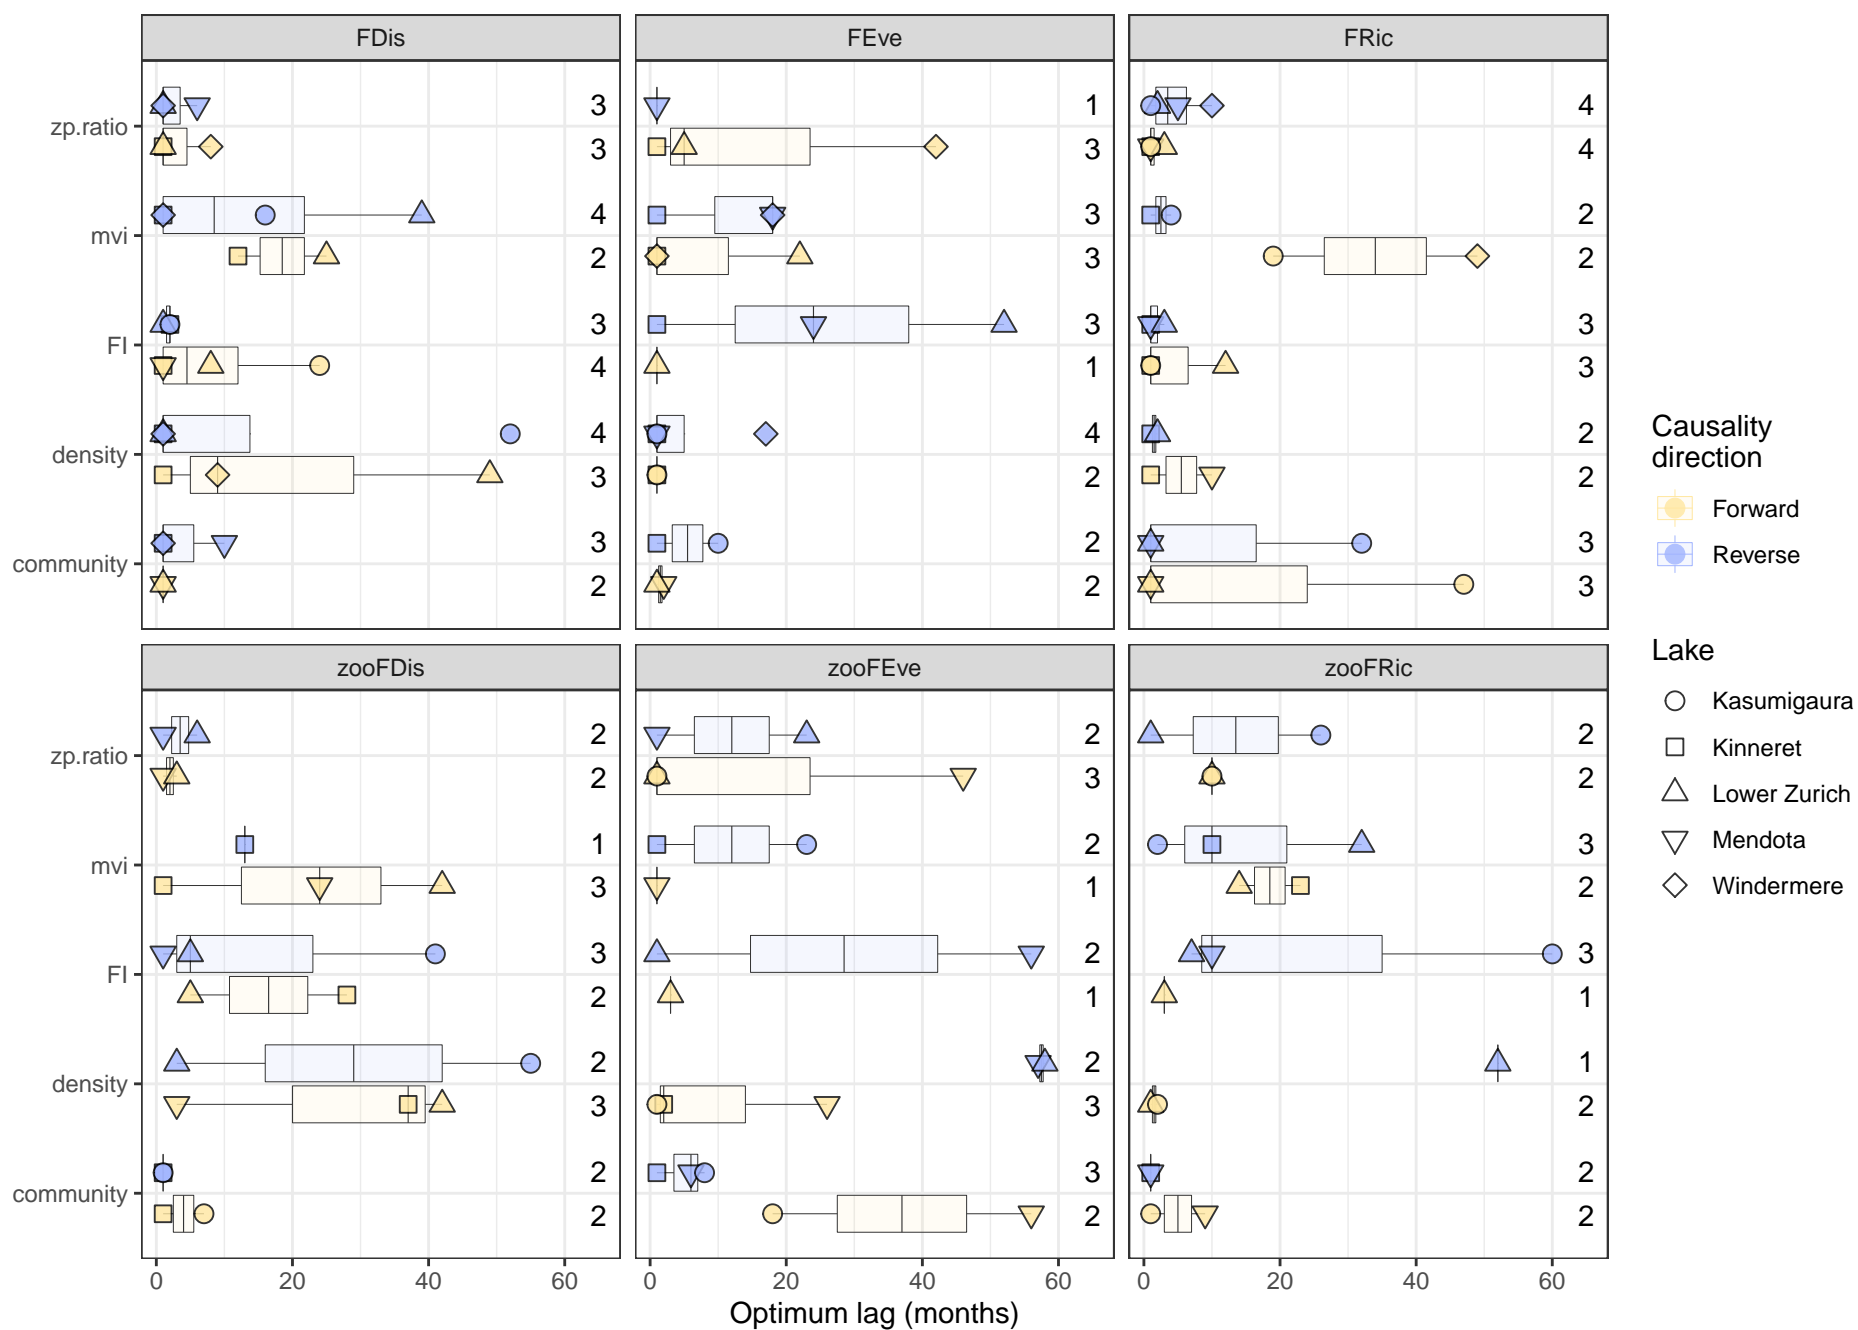 FDis FEve FRic
zp.ratio 3 1 4
3 3 4
mvi 4 3 2
2 3 2
FI 3 3 3
4 1 3
density 4 4 2
3 2 2
community 3 2 3
2 2 3
zooFDis zooFEve zooFRic
zp.ratio 2 2 2
2 3 2
mvi 1 2 3
3 1 2
FI 3 2 3
2 1 1
density 2 2 1
3 3 2
community 2 3 2
2 2 2
0 20 40 60 0 20 40 60 0 20 40 60
Optimum lag (months)
Causality
direction
Forward
Reverse
Lake
Kasumigaura
Kinneret
Lower Zurich
Mendota
Windermere